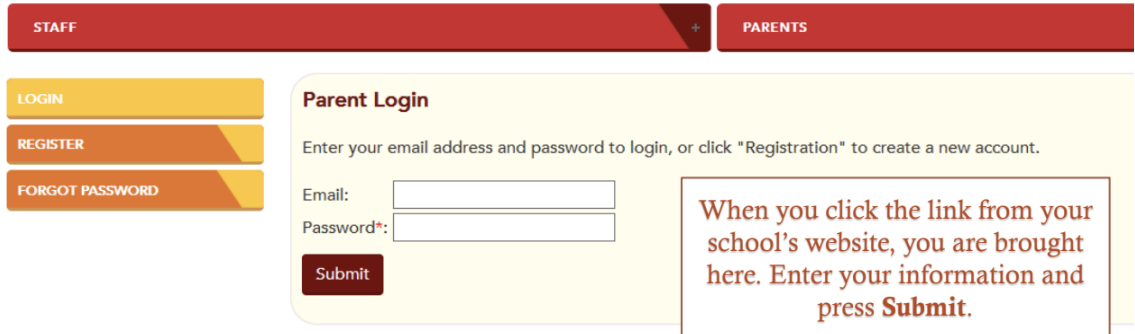 STAFF
+
PARENTS
LOGIN
REGISTER
FORGOT PASSWORD
Parent Login
Enter your email address and password to login, or click "Registration" to create a new account.
Email:
Password*:
Submit
When you click the link from your
school's website, you are brought
here. Enter your information and
press Submit.